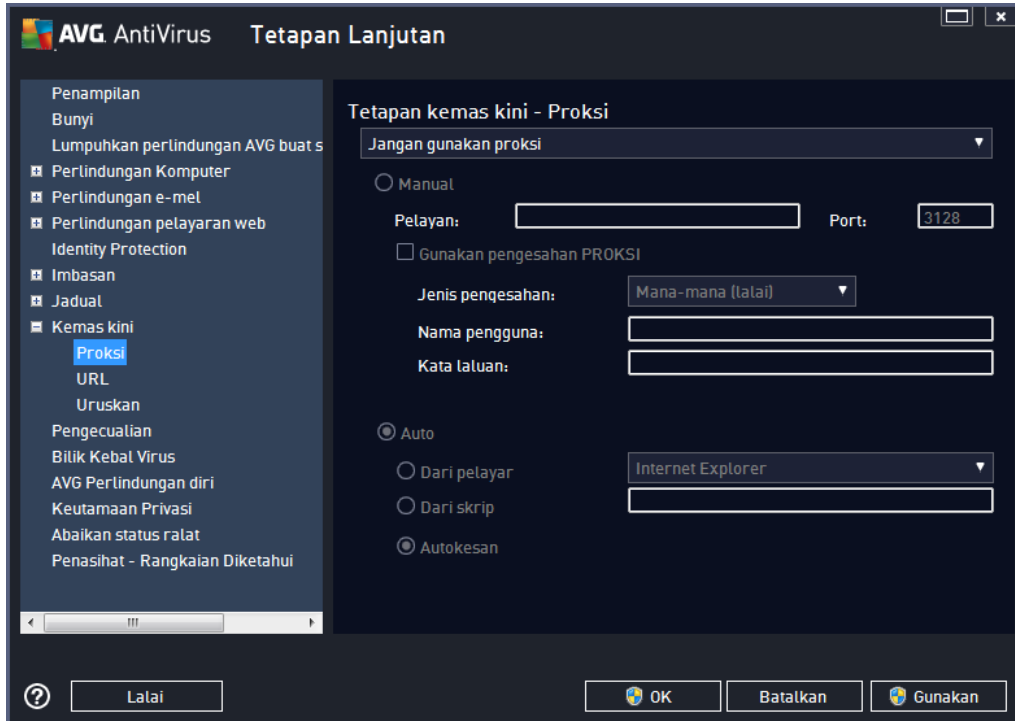 AVG AntiVirus Tetapan Lanjutan
Penampilan
Bunyi
Lumpuhkan perlindungan AVG buat s
Perlindungan Komputer
Perlindungan e-mel
Perlindungan pelayaran web
Identity Protection
Imbasan
Jadual
Kemas kini
Proksi
URL
Uruskan
Pengecualian
Bilik Kebal Virus
AVG Perlindungan diri
Keutamaan Privasi
Abaikan status ralat
Penasihat - Rangkaian Diketahui
Tetapan kemas kini - Proksi
Jangan gunakan proksi
Manual
Pelayan: Port: 3128
Gunakan pengesahan PROKSI
Jenis pengesahan: Mana-mana (lalai)
Nama pengguna:
Kata laluan:
Auto
Dari pelayar Internet Explorer
Dari skrip
Autokesan
? Lalai OK Batalkan Gunakan